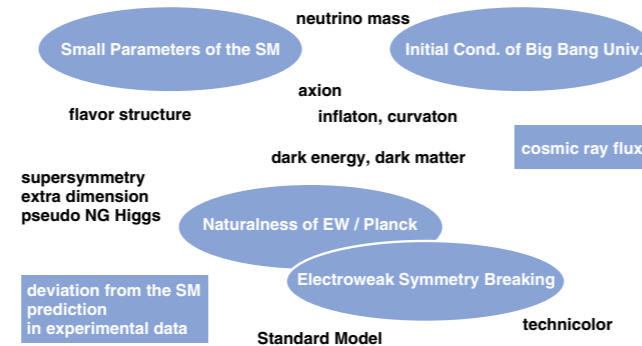 neutrino mass
Small Parameters of the SM
Initial Cond. of Big Bang Univ.
axion
flavor structure
inflaton, curvaton
cosmic ray flux
dark energy, dark matter
supersymmetry
extra dimension
pseudo NG Higgs
Naturalness of EW / Planck
Electroweak Symmetry Breaking
deviation from the SM
prediction
in experimental data
technicolor
Standard Model